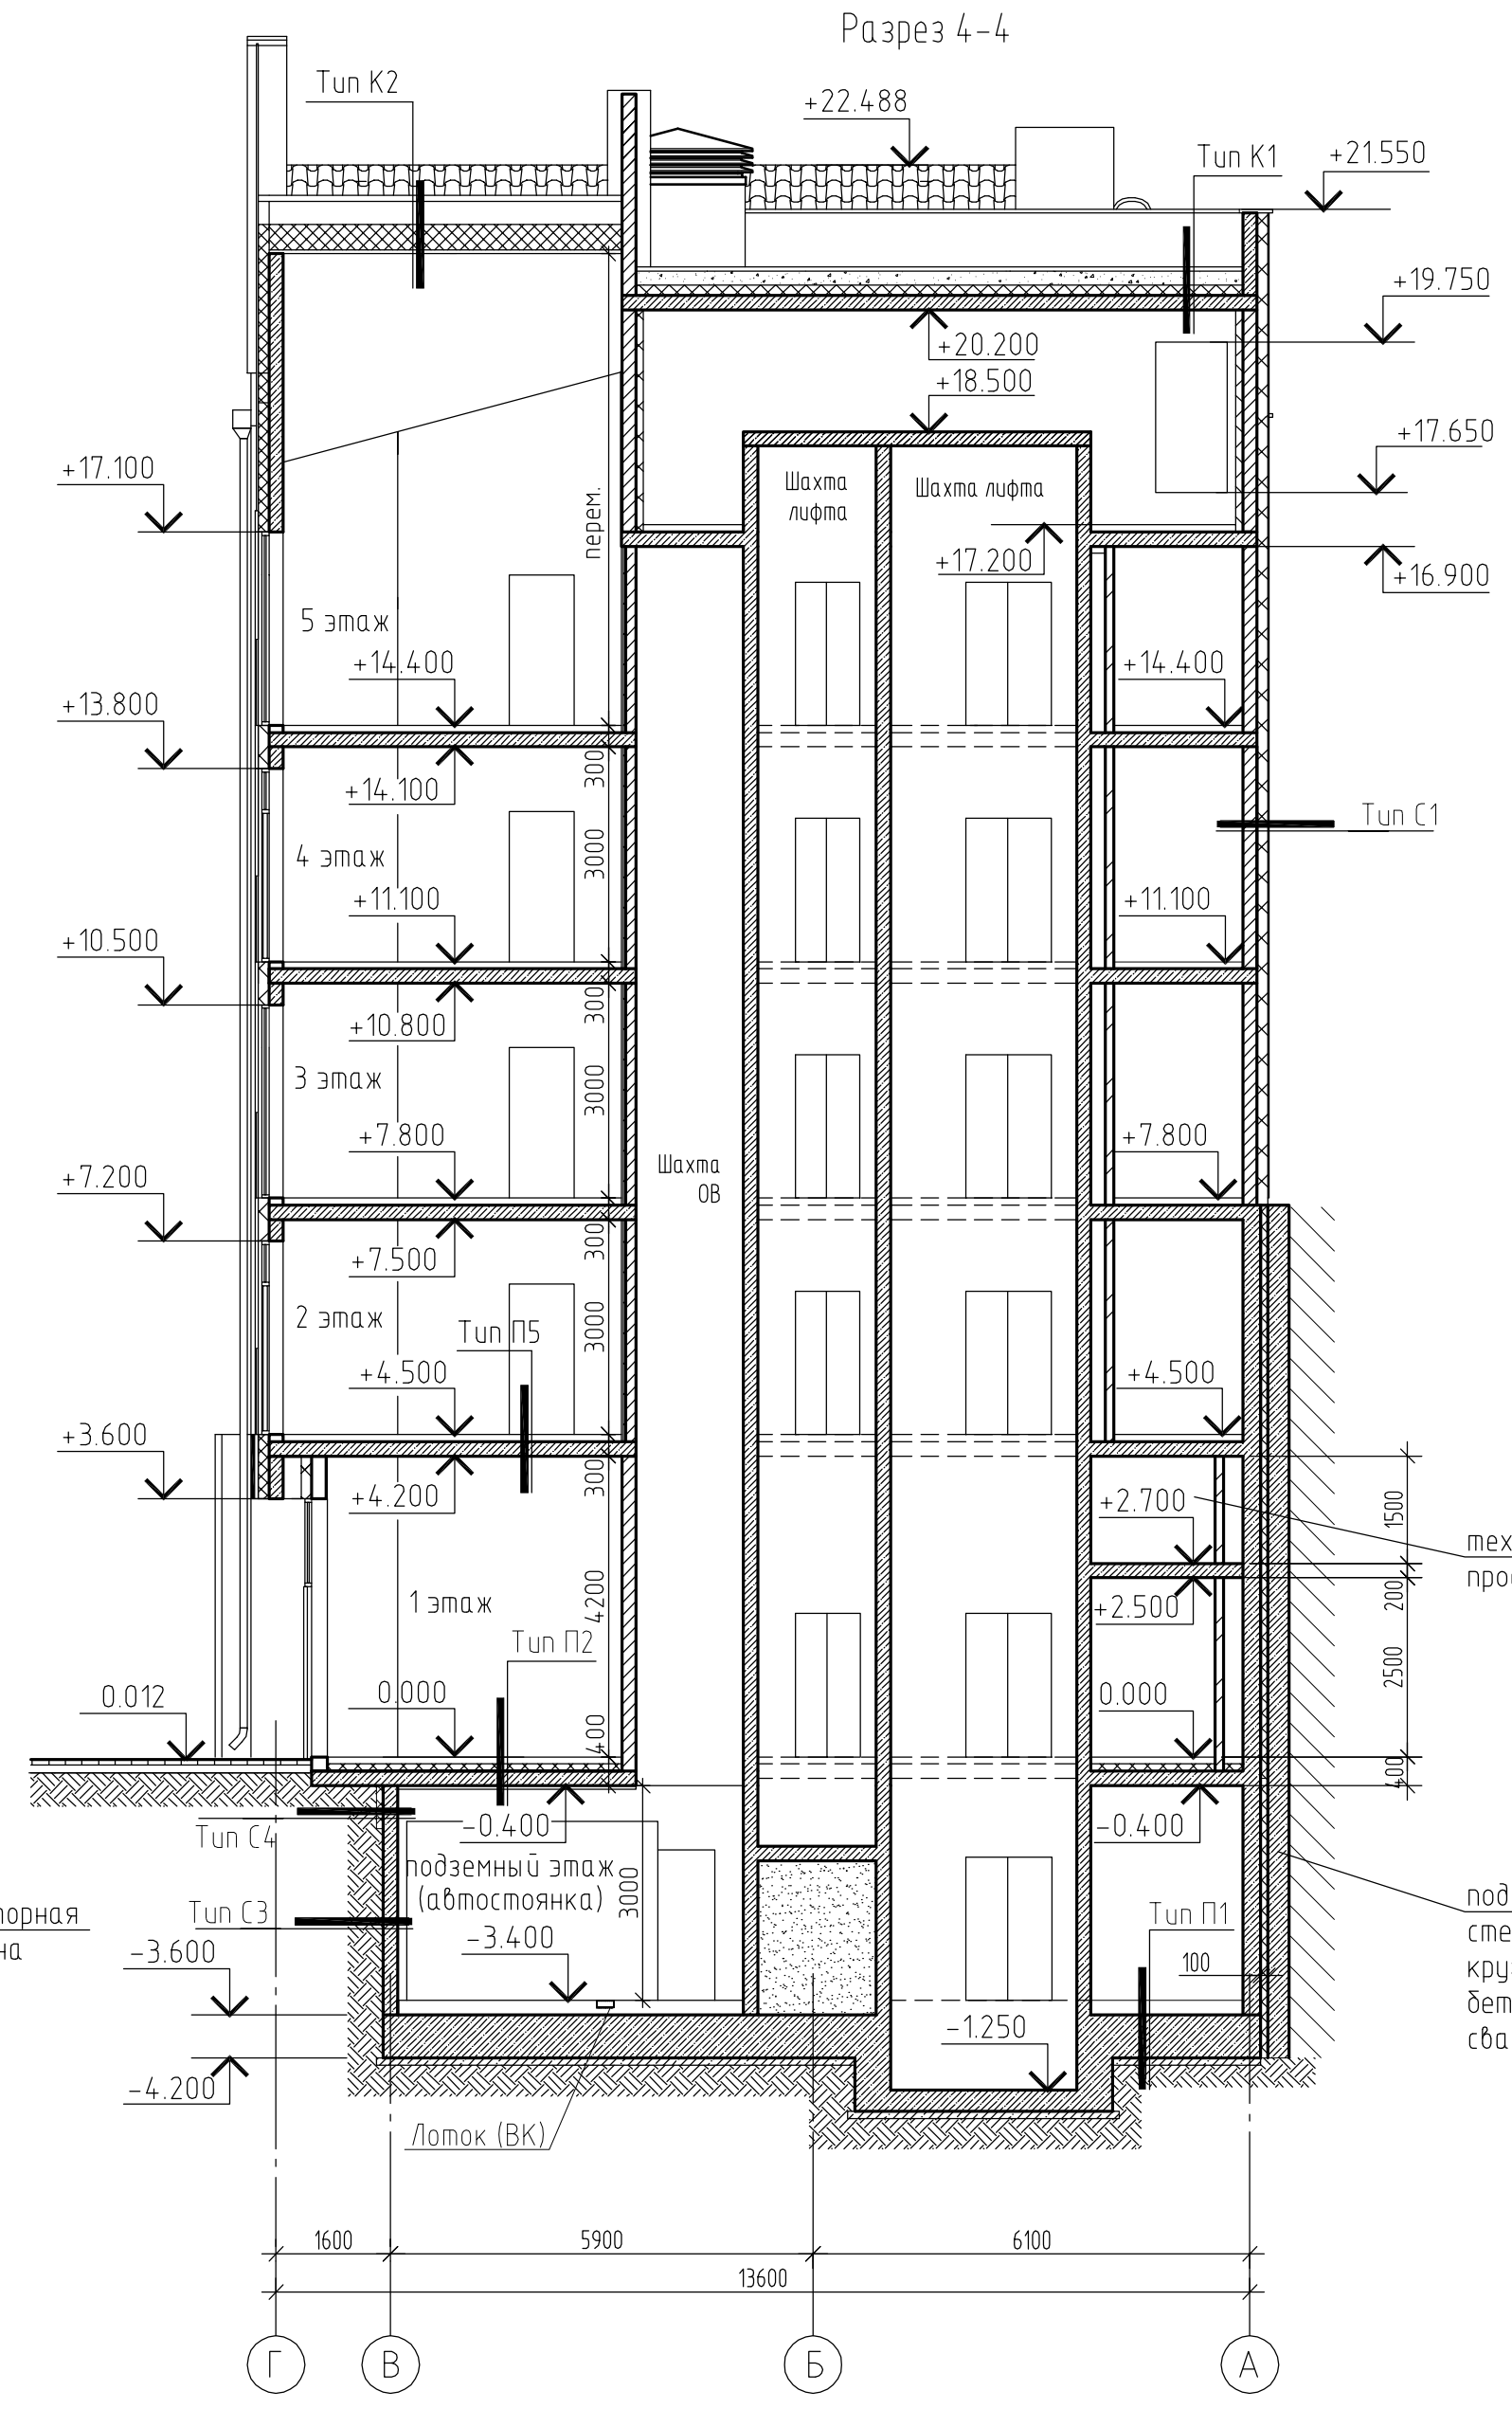 Разрез 4-4
Тип К2
+22.488
Тип К1
+21.550
+19.750
+20.200
+18.500
+17.650
+17.100
Шахта
лифта
Шахта лифта
перем.
+17.200
+16.900
5 этаж
+14.400
+14.400
+13.800
300
+14.100
Тип С1
4 этаж
3000
+11.100
+11.100
+10.500
300
+10.800
3 этаж
3000
+7.800
+7.800
Шахта
ОВ
+7.200
300
+7.500
2 этаж
Тип П5
3000
+4.500
+4.500
+3.600
300
+4.200
+2.700
1500
тех
про
1 этаж
4200
+2.500
200
Тип П2
2500
0.012
0.000
0.000
400
400
-0.400
-0.400
Тип С4
подземный этаж
(автостоянка)
3000
Тип С3
-3.400
Тип П1
порная
на
-3.600
100
под
сте
кру
бет
сва
-1.250
-4.200
Лоток (ВК)
1600
5900
6100
13600
Г
В
Б
А